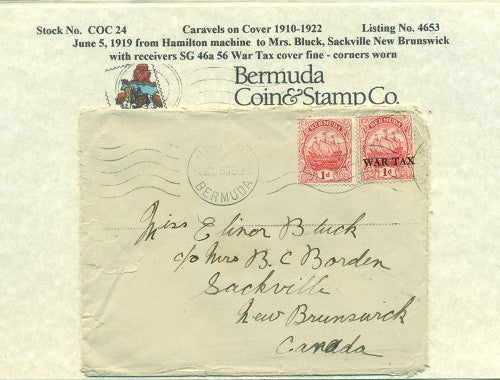 Stock No. COC 24 Caravels on Cover 1910-1922 Listing No. 4653
June 5, 1919 from Hamilton machine to Mrs. Bluck, Sackville New Brunswick
with receivers SG 46a 56 War Tax cover fine - corners worn
Bermuda
Coin&Stamp Co.
BERMUDA
BERMUDA
WAR TAX
1d
1d
BERMUDA
Miss Elinor Bluck
c/o Mrs B. C Borden
Sackville
New Brunswick
Canada